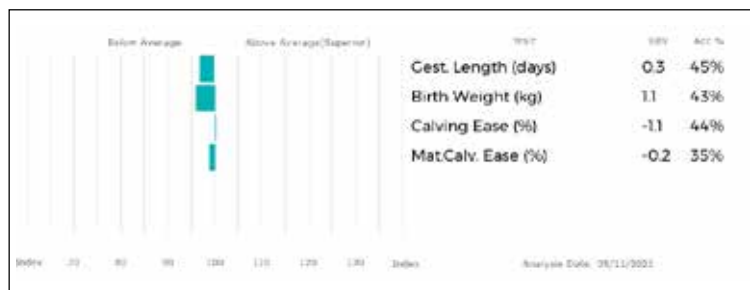 Below Average Above Average(Superior) Trait EBV Acc %
Gest. Length (days) 0.3 45%
Birth Weight (kg) 1.1 43%
Calving Ease (%) -1.1 44%
Mat.Calv. Ease (%) -0.2 35%
Index 70 80 90 100 110 120 130 Index Analysis Date: